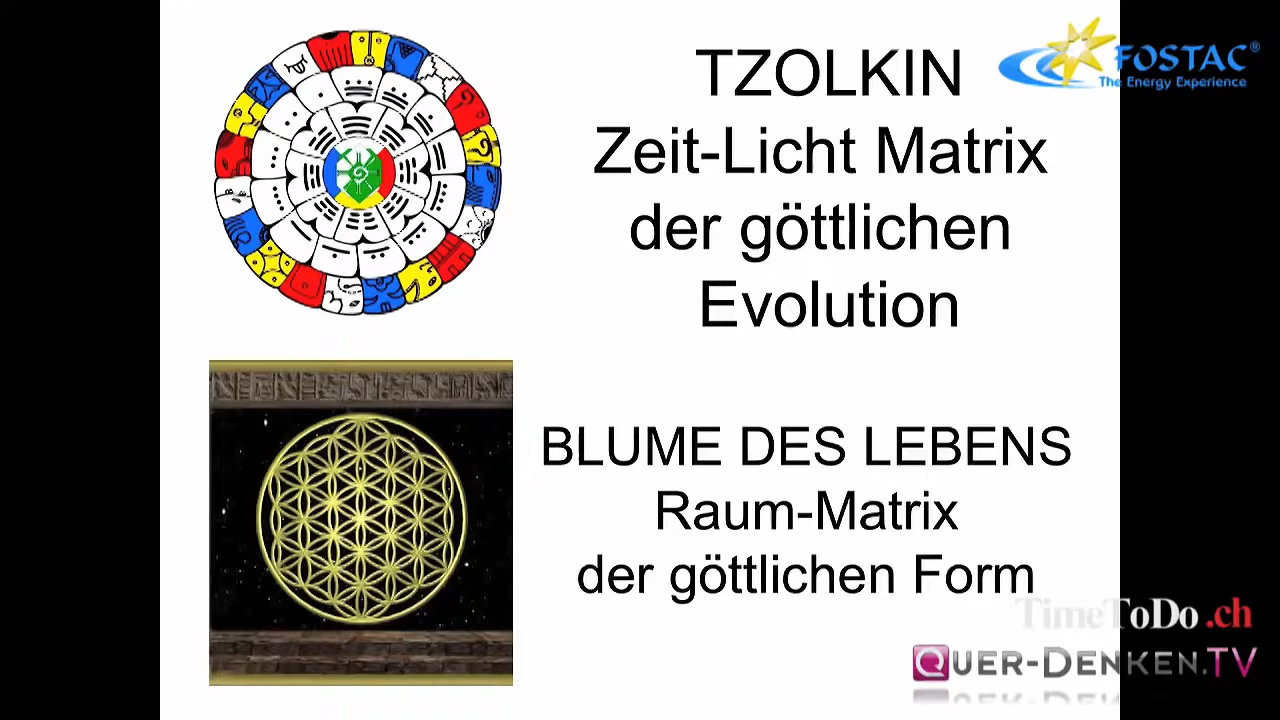 TZOLKIN
Zeit-Licht Matrix
der göttlichen
Evolution
FOSTAC®
The Energy Experience
BLUME DES LEBENS
Raum-Matrix
der göttlichen Form
TimeToDo.ch
QUER-DENKEN.TV